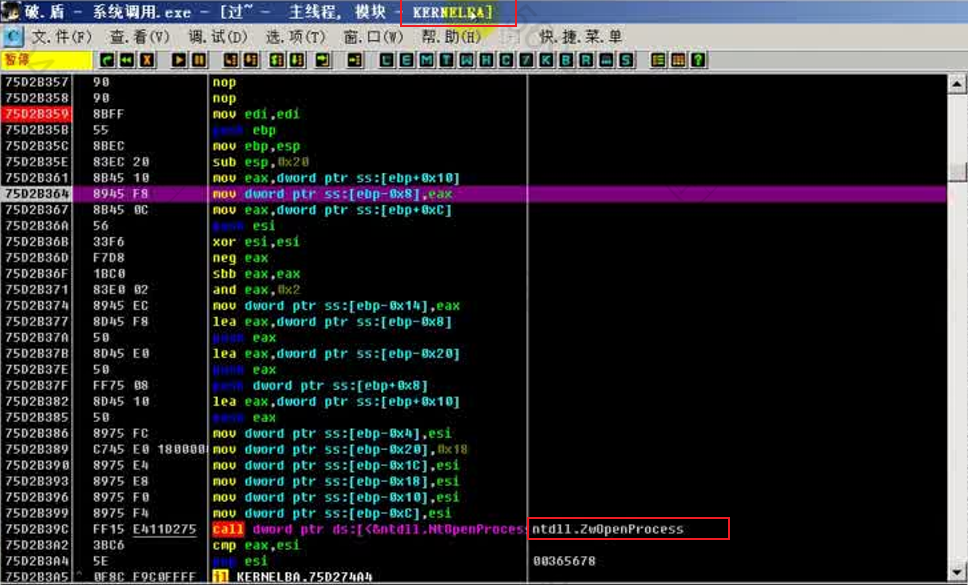 破.盾 - 系统调用.exe - [过~ - 主线程, 模块 - KERNELBA]
C 文.件(F) 查.看(V) 调.试(D) 选.项(T) 窗.口(W) 帮.助(H) [-] 快.捷.菜.单
暂停 L E M T W H C / K B R ... S
75D2B357 90 nop
75D2B358 90 nop
75D2B359 8BFF mov edi,edi
75D2B35B 55 push ebp
75D2B35C 8BEC mov ebp,esp
75D2B35E 83EC 20 sub esp,0x20
75D2B361 8B45 10 mov eax,dword ptr ss:[ebp+0x10]
75D2B364 8945 F8 mov dword ptr ss:[ebp-0x8],eax
75D2B367 8B45 0C mov eax,dword ptr ss:[ebp+0xC]
75D2B36A 56 push esi
75D2B36B 33F6 xor esi,esi
75D2B36D F7D8 neg eax
75D2B36F 1BC0 sbb eax,eax
75D2B371 83E0 02 and eax,0x2
75D2B374 8945 EC mov dword ptr ss:[ebp-0x14],eax
75D2B377 8D45 F8 lea eax,dword ptr ss:[ebp-0x8]
75D2B37A 50 push eax
75D2B37B 8D45 E0 lea eax,dword ptr ss:[ebp-0x20]
75D2B37E 50 push eax
75D2B37F FF75 08 push dword ptr ss:[ebp+0x8]
75D2B382 8D45 10 lea eax,dword ptr ss:[ebp+0x10]
75D2B385 50 push eax
75D2B386 8975 FC mov dword ptr ss:[ebp-0x4],esi
75D2B389 C745 E0 1800000 mov dword ptr ss:[ebp-0x20],0x18
75D2B390 8975 E4 mov dword ptr ss:[ebp-0x1C],esi
75D2B393 8975 E8 mov dword ptr ss:[ebp-0x18],esi
75D2B396 8975 F0 mov dword ptr ss:[ebp-0x10],esi
75D2B399 8975 F4 mov dword ptr ss:[ebp-0xC],esi
75D2B39C FF15 E411D275 call dword ptr ds:[<&ntdll.NtOpenProces ntdll.ZwOpenProcess
75D2B3A2 3BC6 cmp eax,esi
75D2B3A4 5E pop esi 00365678
75D2B3A5 ^ 0F8C F9C0FFFF jl KERNELBA.75D274A4